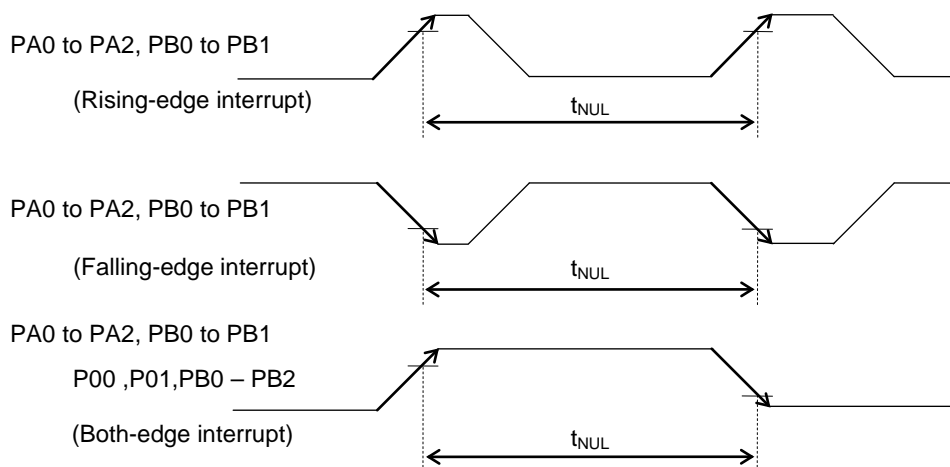 PA0 to PA2, PB0 to PB1
(Rising-edge interrupt)
tNUL
PA0 to PA2, PB0 to PB1
(Falling-edge interrupt)
tNUL
PA0 to PA2, PB0 to PB1
P00 ,P01,PB0 – PB2
(Both-edge interrupt)
tNUL